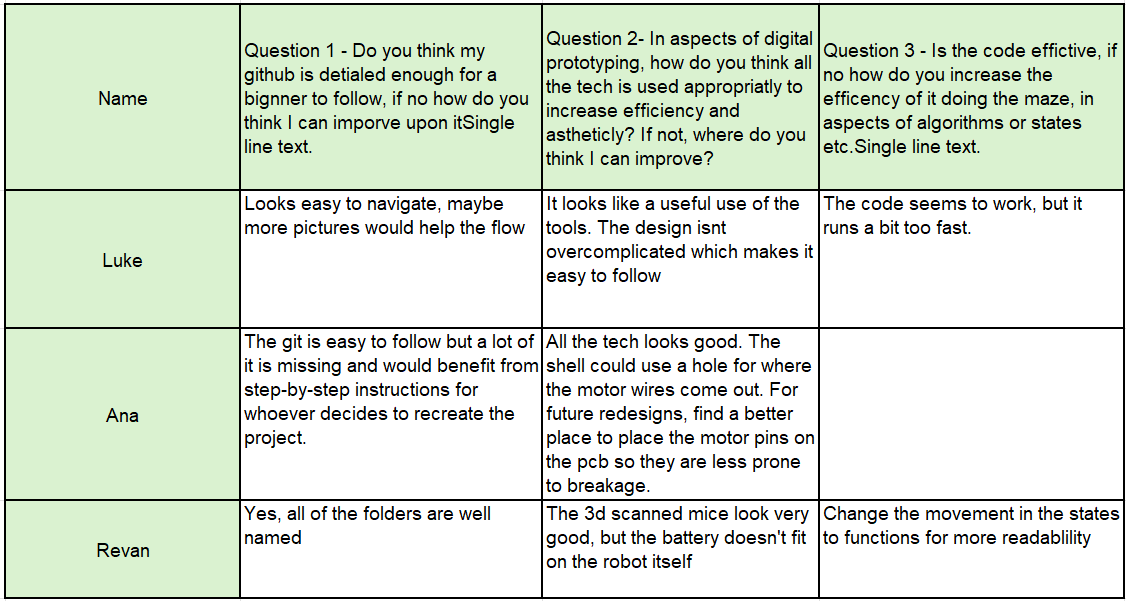 Name
Question 1 - Do you think my
github is detialed enough for a
bignner to follow, if no how do you
think I can imporve upon itSingle
line text.
Question 2- In aspects of digital
prototyping, how do you think all
the tech is used appropriatly to
increase efficiency and
astheticly? If not, where do you
think I can improve?
Question 3 - Is the code effictive, if
no how do you increase the
efficency of it doing the maze, in
aspects of algorithms or states
etc.Single line text.
Luke
Looks easy to navigate, maybe
more pictures would help the flow
It looks like a useful use of the
tools. The design isnt
overcomplicated which makes it
easy to follow
The code seems to work, but it
runs a bit too fast.
Ana
The git is easy to follow but a lot of
it is missing and would benefit from
step-by-step instructions for
whoever decides to recreate the
project.
All the tech looks good. The
shell could use a hole for where
the motor wires come out. For
future redesigns, find a better
place to place the motor pins on
the pcb so they are less prone
to breakage.
Revan
Yes, all of the folders are well
named
The 3d scanned mice look very
good, but the battery doesn't fit
on the robot itself
Change the movement in the states
to functions for more readablility